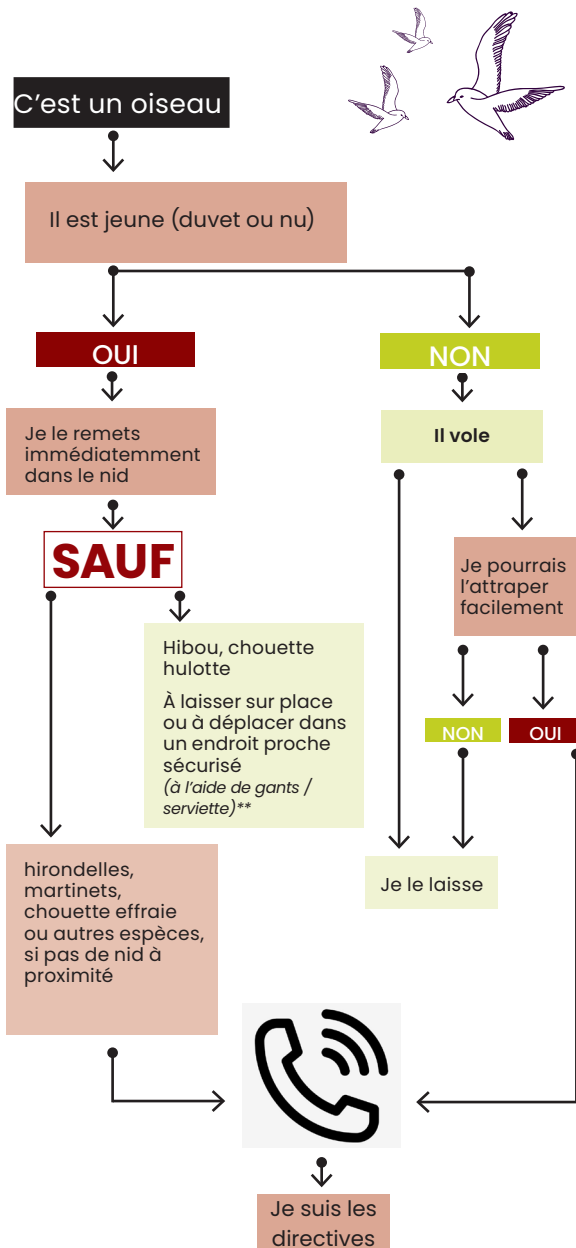 C'est un oiseau
Il est jeune (duvet ou nu)
OUI
NON
Je le remets
immédiatemment
dans le nid
Il vole
SAUF
Je pourrais
l'attraper
facilement
Hibou, chouette
hulotte
À laisser sur place
ou à déplacer dans
un endroit proche
sécurisé
(à l'aide de gants /
serviette)**
NON
OUI
hirondelles,
martinets,
chouette effraie
ou autres espèces,
si pas de nid à
proximité
Je le laisse
Je suis les
directives